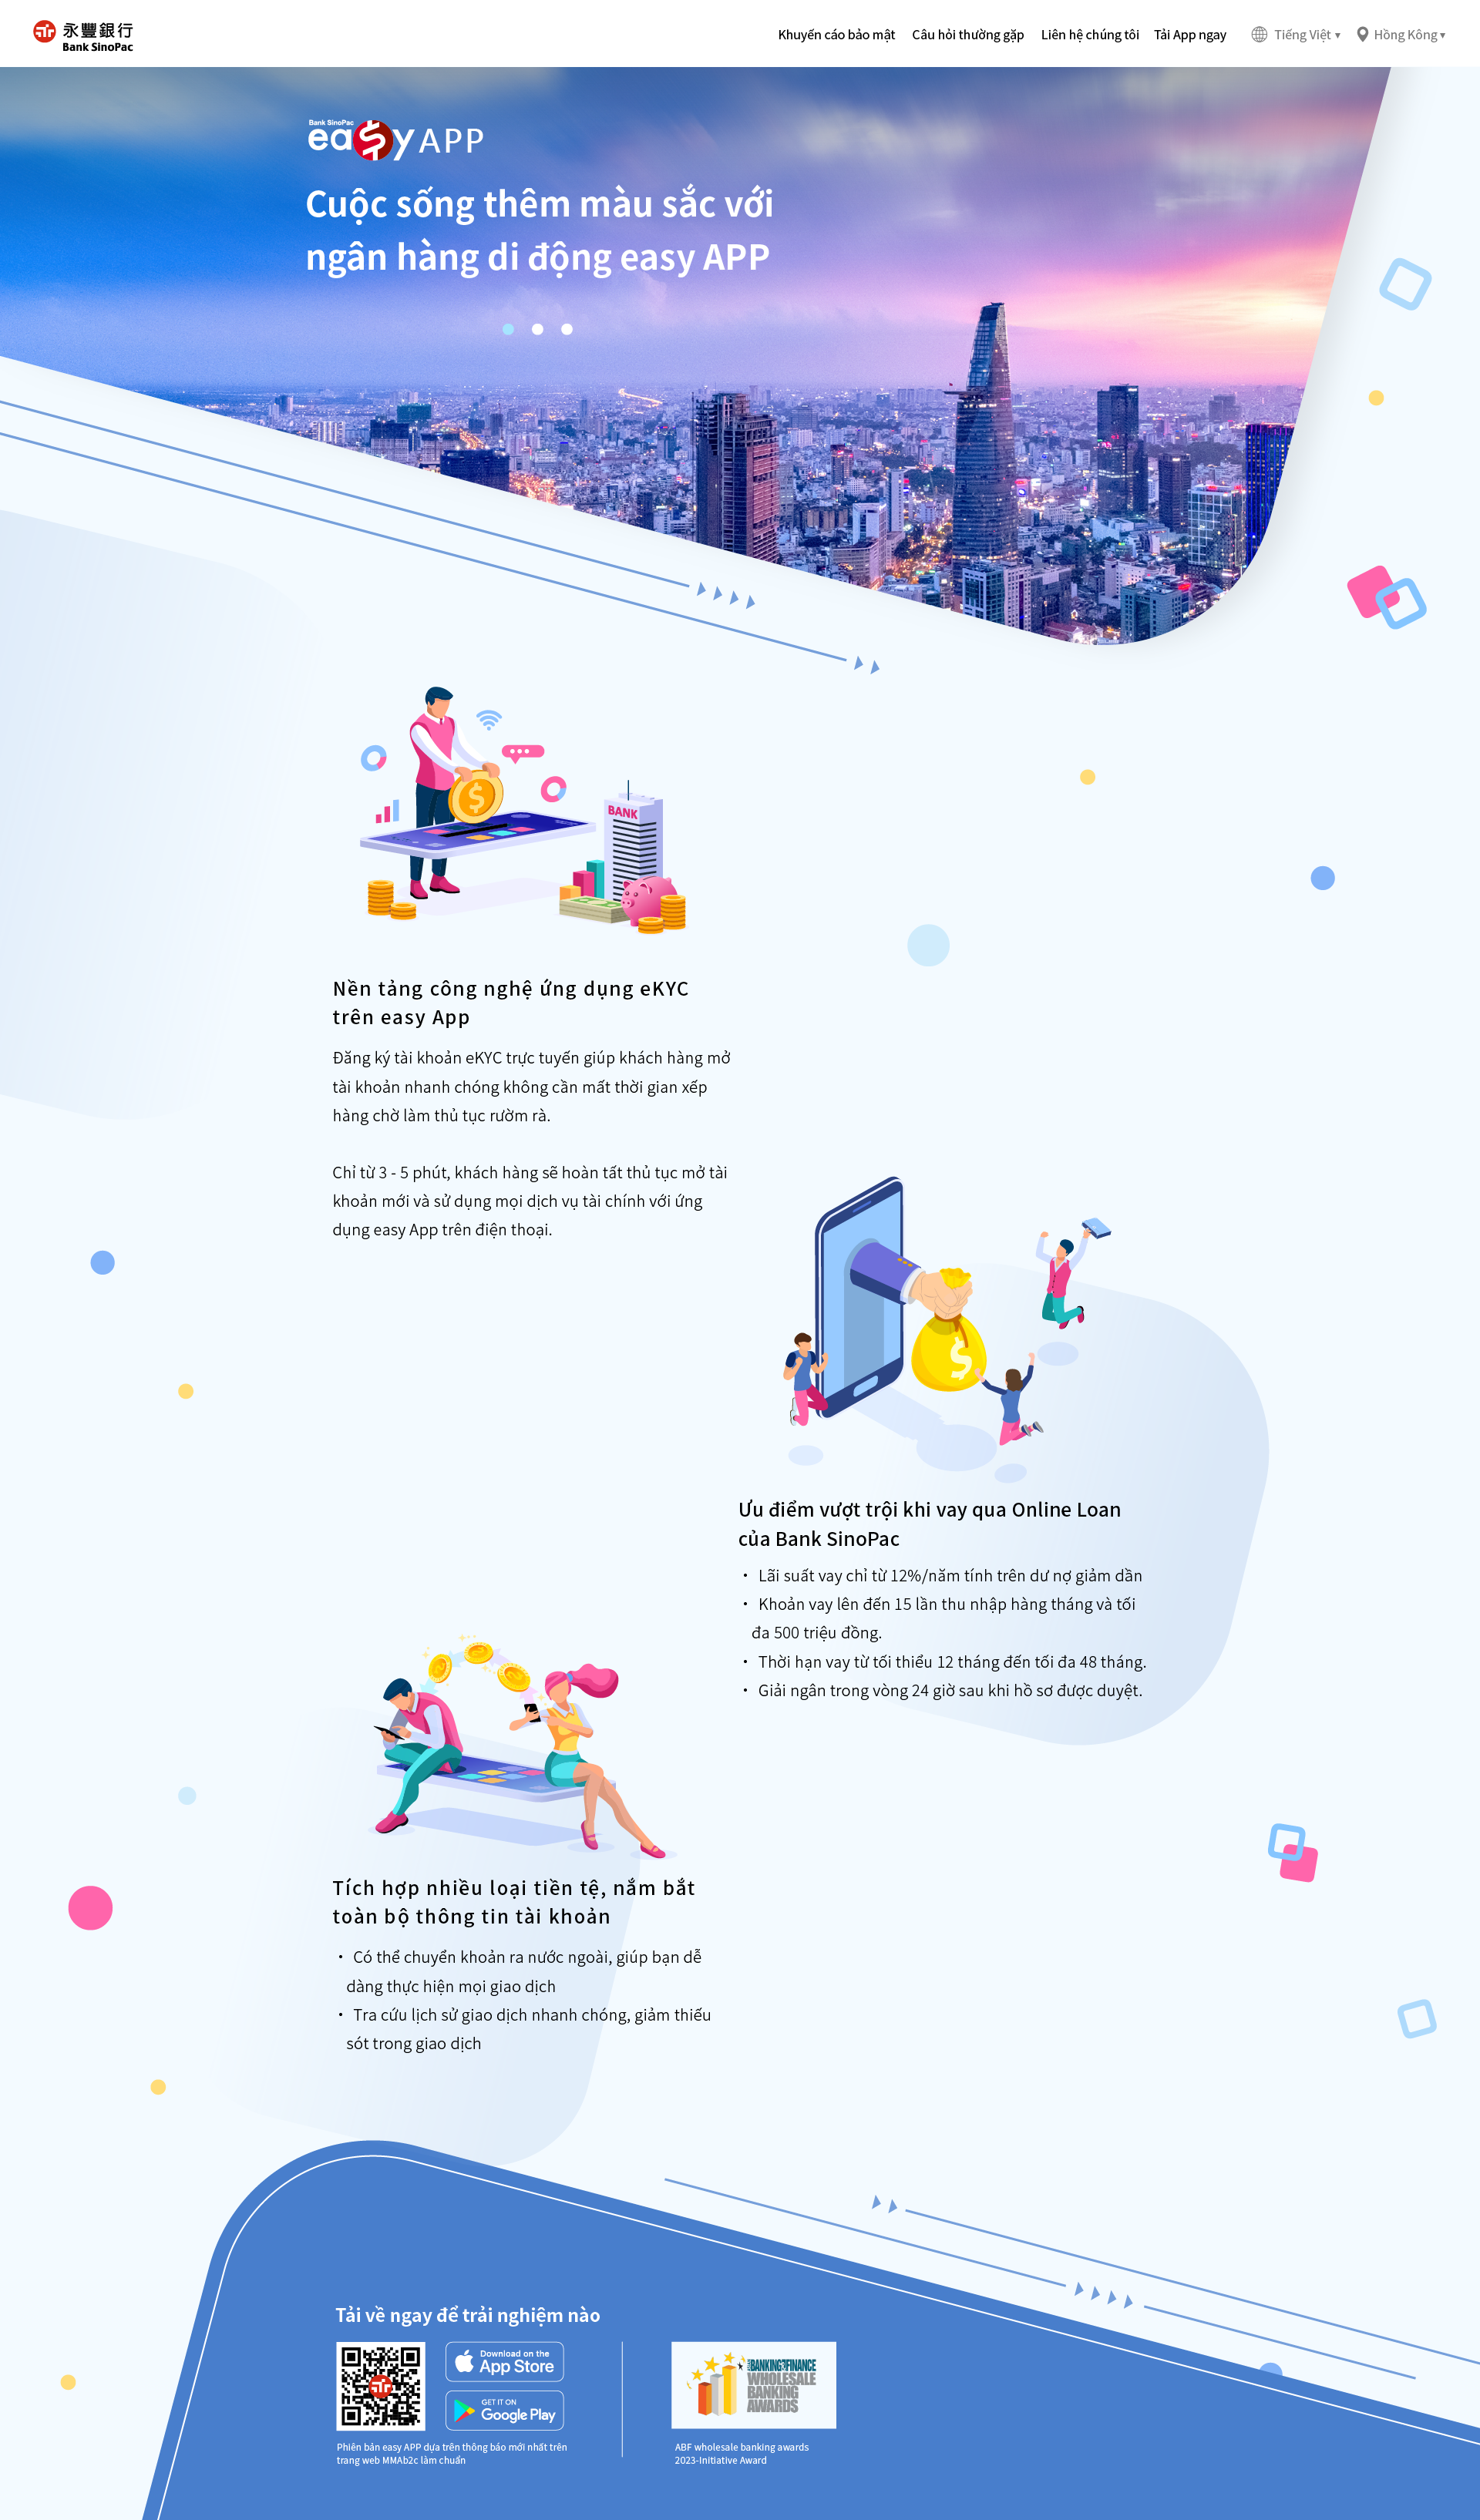 永豐銀行
Bank SinoPac
Khuyến cáo bảo mật Câu hỏi thường gặp Liên hệ chúng tôi Tải App ngay Tiếng Việt ▾ Hồng Kông ▾
Bank SinoPac
easy APP
Cuộc sống thêm màu sắc với
ngân hàng di động easy APP
BANK
Nền tảng công nghệ ứng dụng eKYC
trên easy App
Đăng ký tài khoản eKYC trực tuyến giúp khách hàng mở
tài khoản nhanh chóng không cần mất thời gian xếp
hàng chờ làm thủ tục rườm rà.
Chỉ từ 3 - 5 phút, khách hàng sẽ hoàn tất thủ tục mở tài
khoản mới và sử dụng mọi dịch vụ tài chính với ứng
dụng easy App trên điện thoại.
Ưu điểm vượt trội khi vay qua Online Loan
của Bank SinoPac
・ Lãi suất vay chỉ từ 12%/năm tính trên dư nợ giảm dần
・ Khoản vay lên đến 15 lần thu nhập hàng tháng và tối
đa 500 triệu đồng.
・ Thời hạn vay từ tối thiểu 12 tháng đến tối đa 48 tháng.
・ Giải ngân trong vòng 24 giờ sau khi hồ sơ được duyệt.
Tích hợp nhiều loại tiền tệ, nắm bắt
toàn bộ thông tin tài khoản
・ Có thể chuyển khoản ra nước ngoài, giúp bạn dễ
dàng thực hiện mọi giao dịch
・ Tra cứu lịch sử giao dịch nhanh chóng, giảm thiếu
sót trong giao dịch
Tải về ngay để trải nghiệm nào
Download on the
App Store
GET IT ON
Google Play
BANKING&FINANCE
WHOLESALE
BANKING
AWARDS
Phiên bản easy APP dựa trên thông báo mới nhất trên
trang web MMAb2c làm chuẩn
ABF wholesale banking awards
2023-Initiative Award